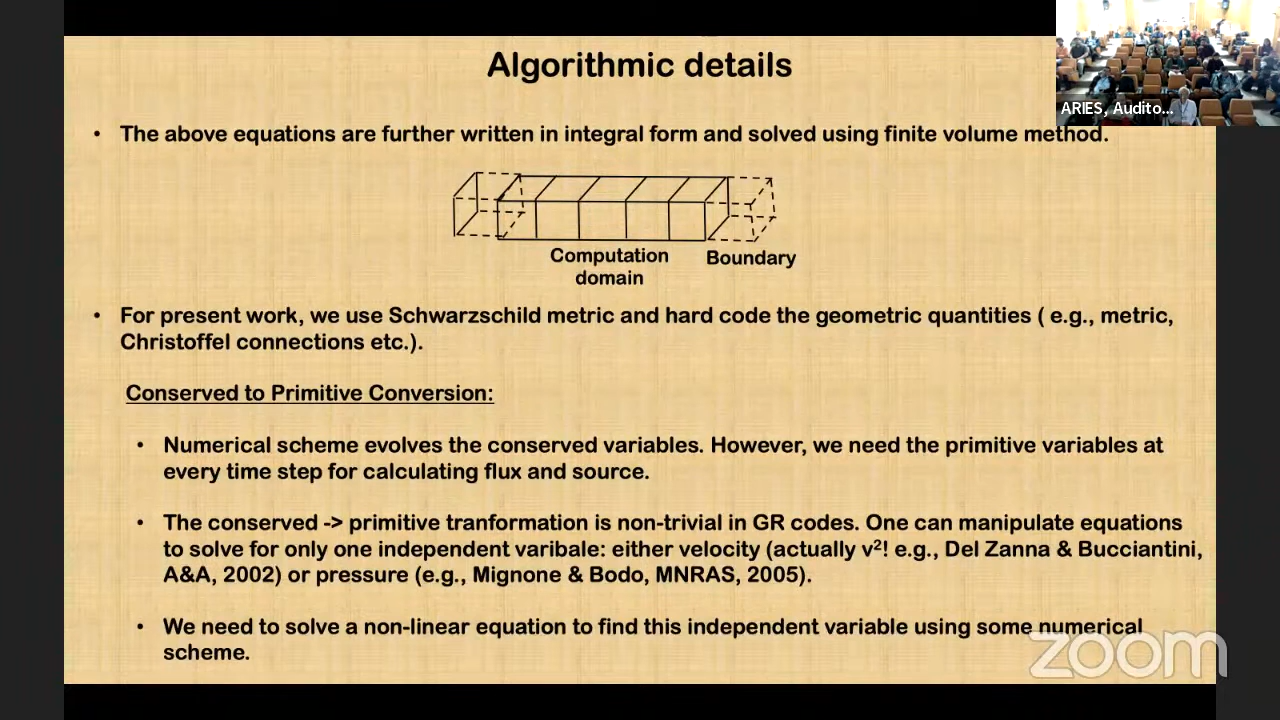 Algorithmic details
ARIES, Audito...
• The above equations are further written in integral form and solved using finite volume method.
Computation
domain
Boundary
• For present work, we use Schwarzschild metric and hard code the geometric quantities ( e.g., metric,
Christoffel connections etc.).
Conserved to Primitive Conversion:
• Numerical scheme evolves the conserved variables. However, we need the primitive variables at
every time step for calculating flux and source.
• The conserved -> primitive tranformation is non-trivial in GR codes. One can manipulate equations
to solve for only one independent varibale: either velocity (actually v²! e.g., Del Zanna & Bucciantini,
A&A, 2002) or pressure (e.g., Mignone & Bodo, MNRAS, 2005).
• We need to solve a non-linear equation to find this independent variable using some numerical
scheme.
zoom